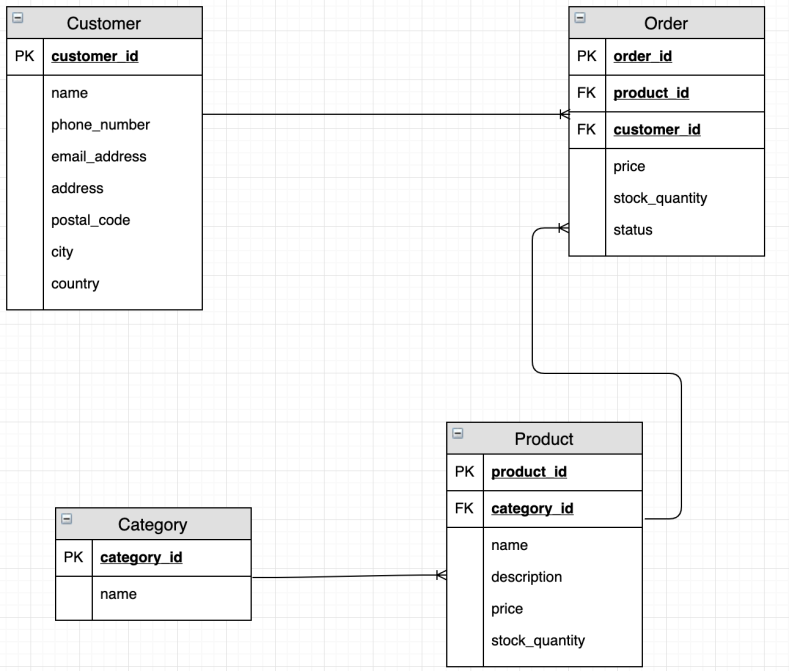 Customer
PK customer_id
name
phone_number
email_address
address
postal_code
city
country
Order
PK order_id
FK product_id
FK customer_id
price
stock_quantity
status
Product
PK product_id
FK category_id
name
description
price
stock_quantity
Category
PK category_id
name